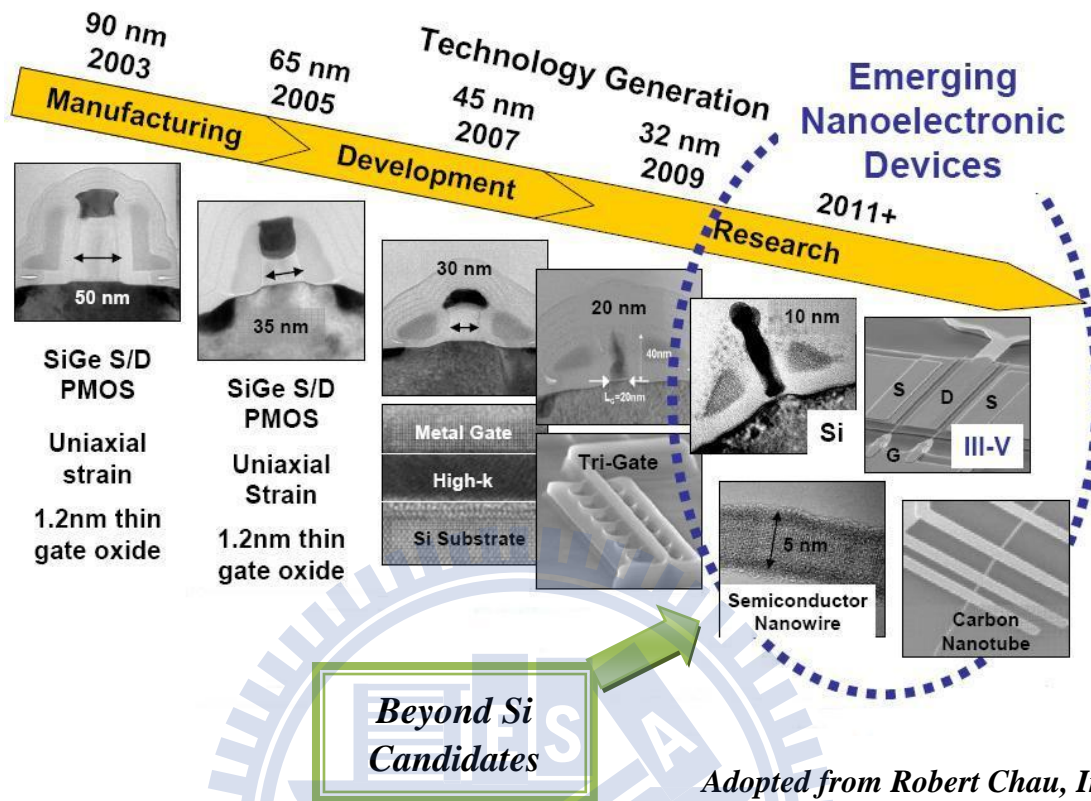 90 nm
2003
65 nm
2005
Technology Generation
45 nm
2007
32 nm
2009
2011+
Manufacturing
Development
Research
Emerging
Nanoelectronic
Devices
50 nm
SiGe S/D
PMOS
Uniaxial
strain
1.2nm thin
gate oxide
35 nm
SiGe S/D
PMOS
Uniaxial
Strain
1.2nm thin
gate oxide
30 nm
Metal Gate
High-k
Si Substrate
20 nm
40nm
LG=20nm
Tri-Gate
10 nm
Si
S
D
S
G
III-V
5 nm
Semiconductor
Nanowire
Carbon
Nanotube
Beyond Si
Candidates
ESA
Adopted from Robert Chau,